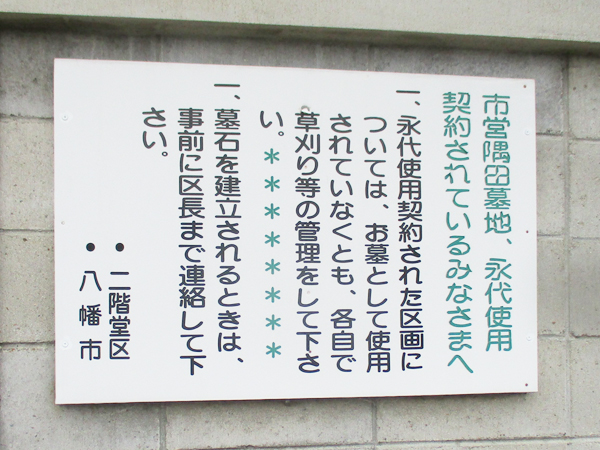 市営隅田墓地、永代使用
契約されているみなさまへ
一、永代使用契約された区画に
ついては、お墓として使用
されていなくとも、各自で
草刈り等の管理をして下さ
い。＊＊＊＊＊＊＊＊
一、墓石を建立されるときは、
事前に区長まで連絡して下
さい。
• 二階堂区
• 八幡市